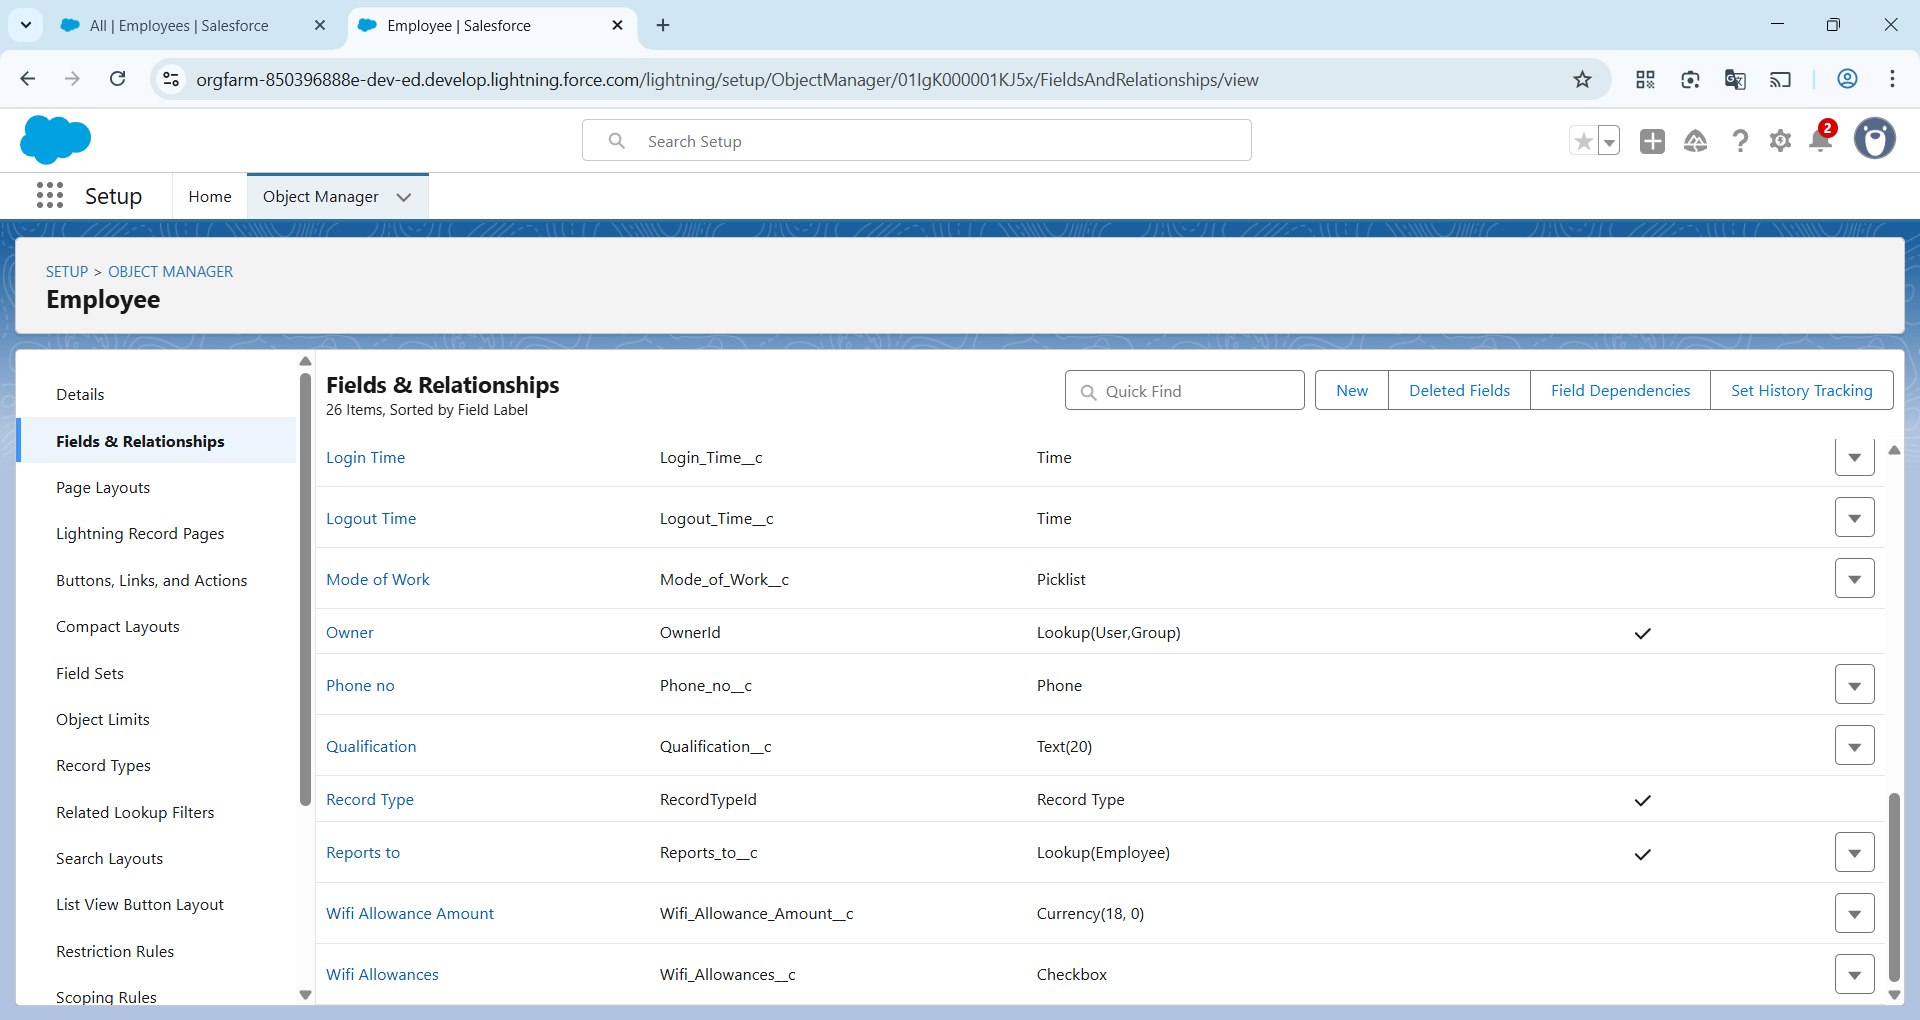 All | Employees | Salesforce
Employee | Salesforce
orgfarm-850396888e-dev-ed.develop.lightning.force.com/lightning/setup/ObjectManager/01IgK000001KJ5x/FieldsAndRelationships/view
Search Setup
2
Setup
Home
Object Manager
SETUP > OBJECT MANAGER
Employee
Details
Fields & Relationships
Page Layouts
Lightning Record Pages
Buttons, Links, and Actions
Compact Layouts
Field Sets
Object Limits
Record Types
Related Lookup Filters
Search Layouts
List View Button Layout
Restriction Rules
Scoping Rules
Fields & Relationships
26 Items, Sorted by Field Label
Quick Find
New
Deleted Fields
Field Dependencies
Set History Tracking
Login Time Login_Time__c Time
Logout Time Logout_Time__c Time
Mode of Work Mode_of_Work__c Picklist
Owner OwnerId Lookup(User,Group)
Phone no Phone_no__c Phone
Qualification Qualification__c Text(20)
Record Type RecordTypeId Record Type
Reports to Reports_to__c Lookup(Employee)
Wifi Allowance Amount Wifi_Allowance_Amount__c Currency(18, 0)
Wifi Allowances Wifi_Allowances__c Checkbox